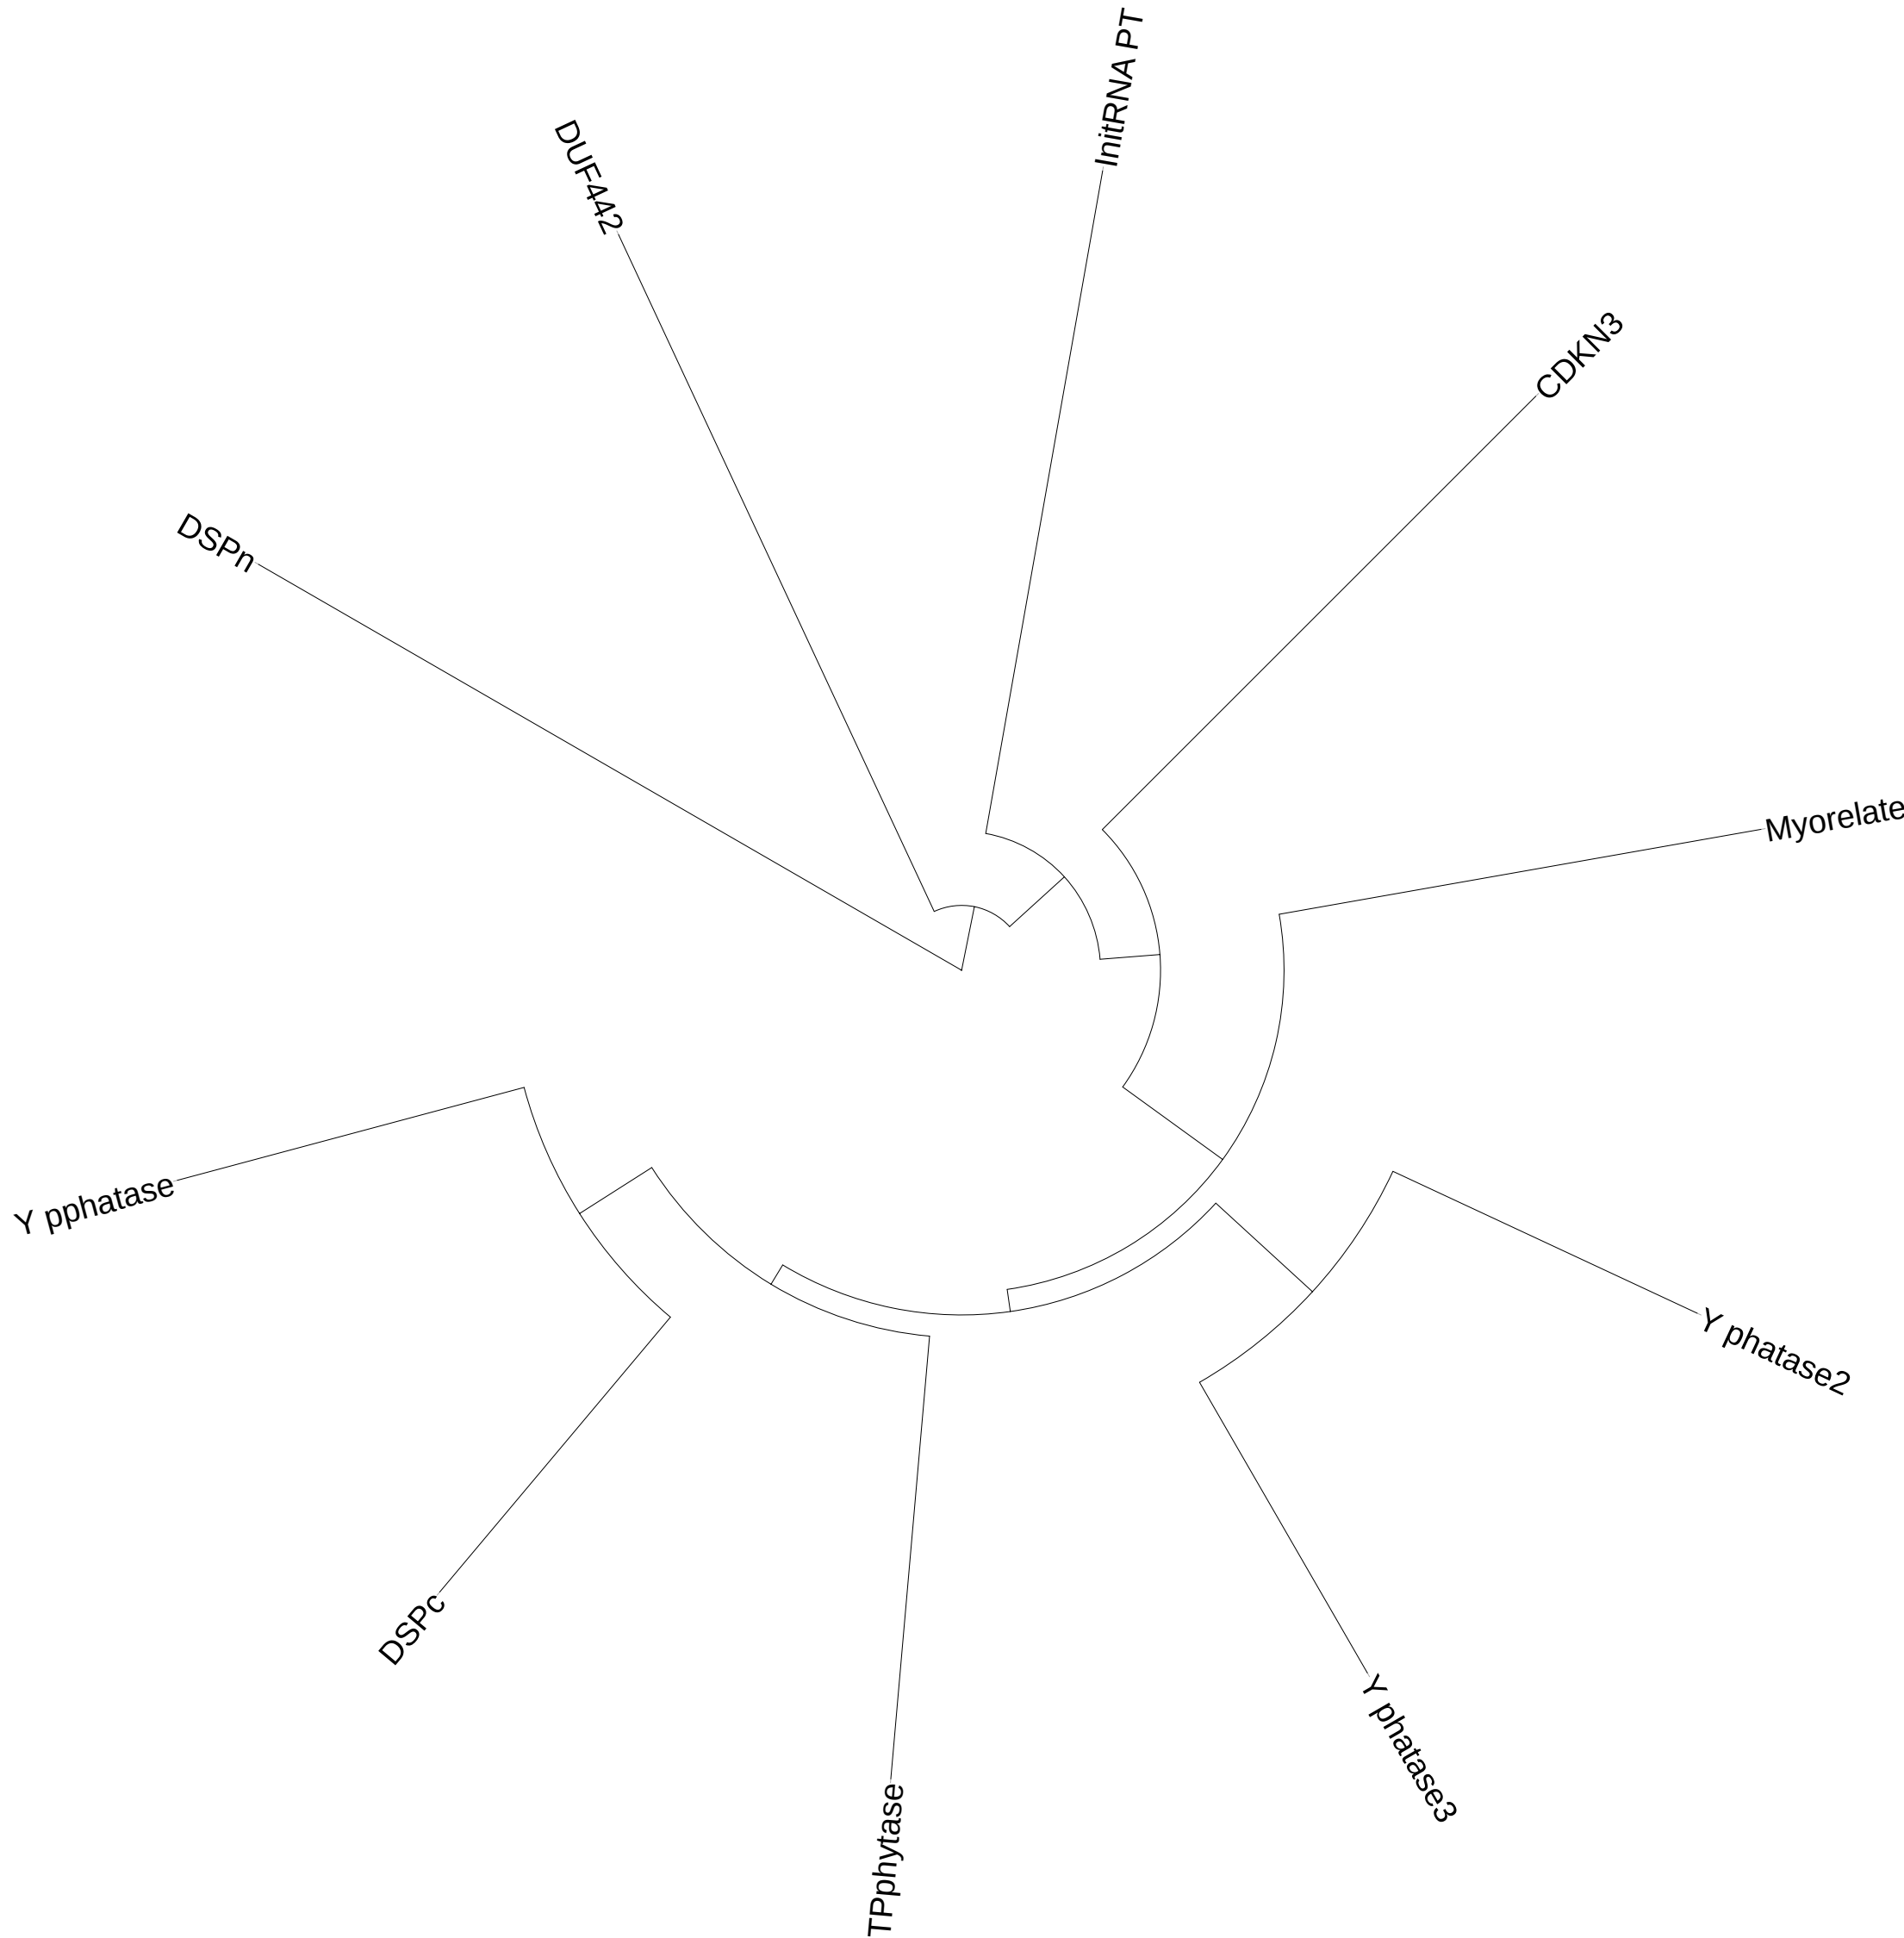 InitRNA PT
DUF442
CDKN3
DSPn
Myorelate
Y pphatase
Y phatase2
DSPc
Y phatase3
TPphytase